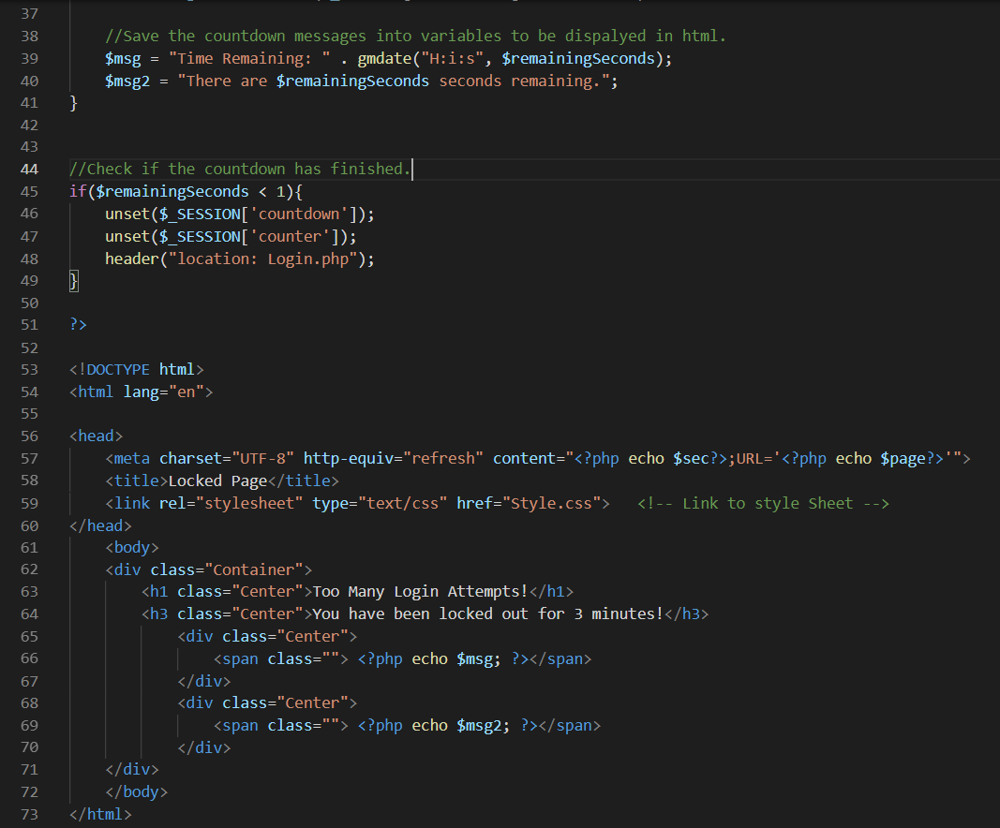 37
38 //Save the countdown messages into variables to be dispalyed in html.
39 $msg = "Time Remaining: " . gmdate("H:i:s", $remainingSeconds);
40 $msg2 = "There are $remainingSeconds seconds remaining.";
41 }
42
43
44 //Check if the countdown has finished.
45 if($remainingSeconds < 1){
46 unset($_SESSION['countdown']);
47 unset($_SESSION['counter']);
48 header("location: Login.php");
49 }
50
51 ?>
52
53 <!DOCTYPE html>
54 <html lang="en">
55
56 <head>
57 <meta charset="UTF-8" http-equiv="refresh" content="<?php echo $sec?>;URL='<?php echo $page?>'">
58 <title>Locked Page</title>
59 <link rel="stylesheet" type="text/css" href="Style.css"> <!-- Link to style Sheet -->
60 </head>
61 <body>
62 <div class="Container">
63 <h1 class="Center">Too Many Login Attempts!</h1>
64 <h3 class="Center">You have been locked out for 3 minutes!</h3>
65 <div class="Center">
66 <span class=""> <?php echo $msg; ?></span>
67 </div>
68 <div class="Center">
69 <span class=""> <?php echo $msg2; ?></span>
70 </div>
71 </div>
72 </body>
73 </html>